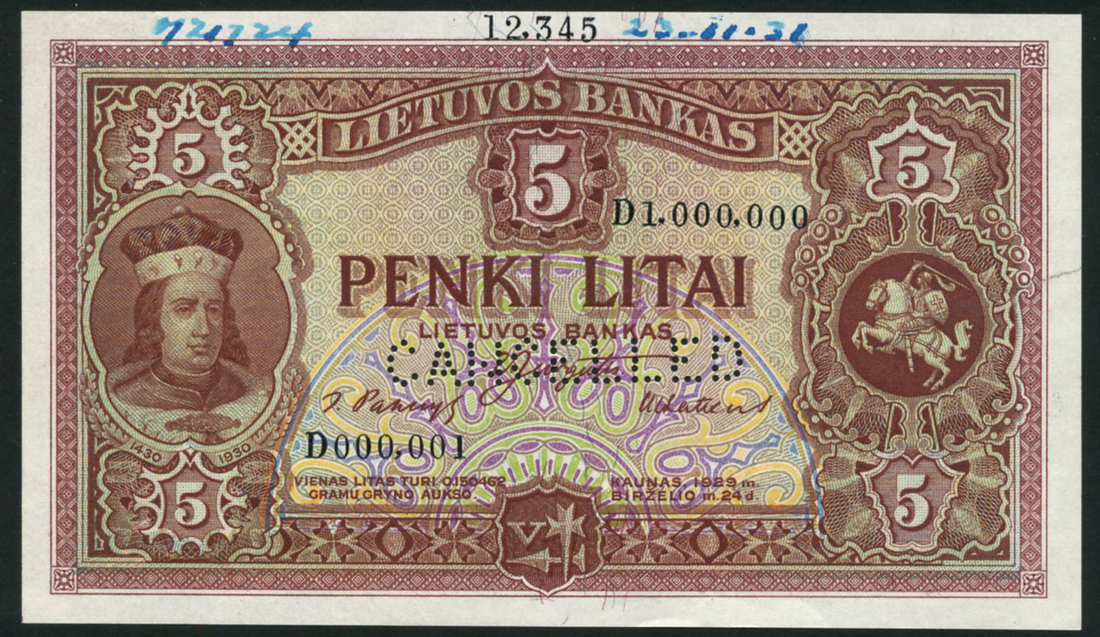 12,345
LIETUVOS BANKAS
5
5
5
D1.000,000
PENKI LITAI
LIETUVOS BANKAS
CANCELLED
D000,001
1430 1930
VIENAS LITAS TURI 0,150462
GRAMŲ GRYNO AUKSO
KAUNAS 1929 m.
BIRŽELIO m. 24 d.
5
5